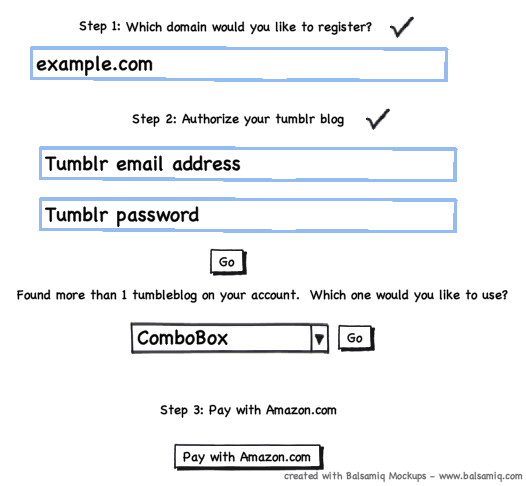 Step 1: Which domain would you like to register?
example.com
Step 2: Authorize your tumblr blog
Tumblr email address
Tumblr password
Go
Found more than 1 tumbleblog on your account. Which one would you like to use?
ComboBox Go
Step 3: Pay with Amazon.com
Pay with Amazon.com
created with Balsamiq Mockups - www.balsamiq.com